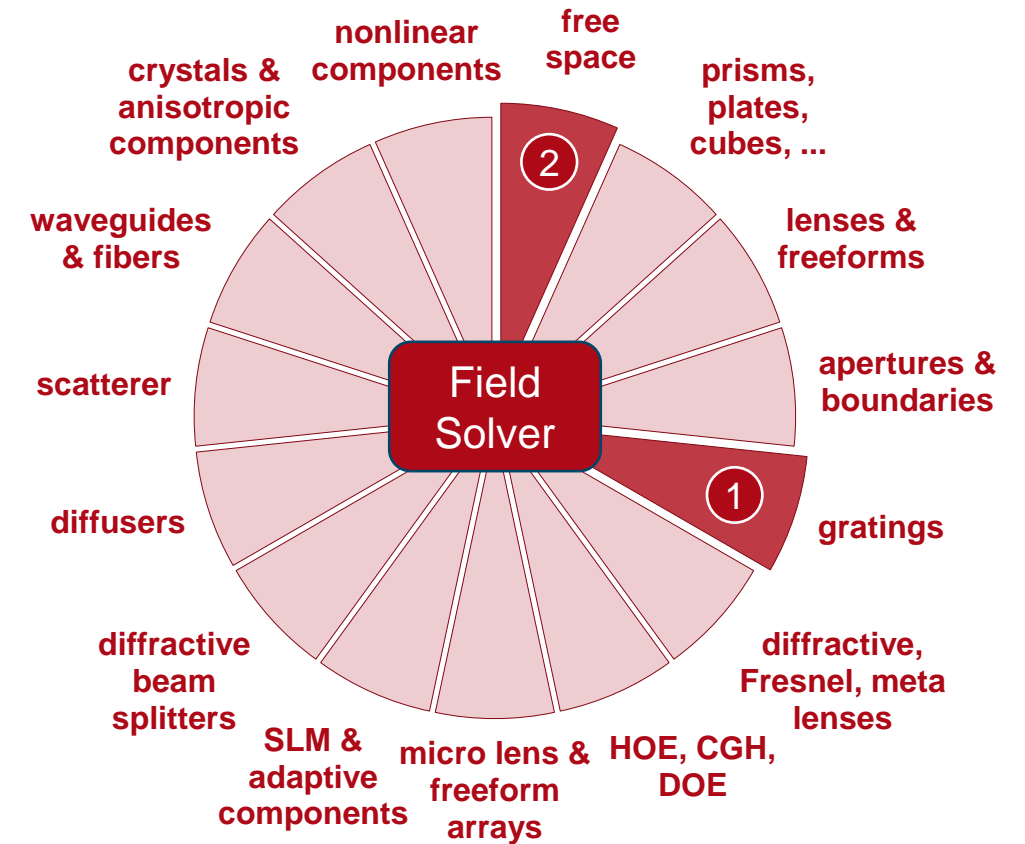 free
space
2
prisms,
plates,
cubes, ...
lenses &
freeforms
apertures &
boundaries
1
gratings
diffractive,
Fresnel, meta
lenses
HOE, CGH,
DOE
micro lens &
freeform
arrays
SLM &
adaptive
components
diffractive
beam
splitters
diffusers
scatterer
waveguides
& fibers
crystals &
anisotropic
components
nonlinear
components
Field
Solver